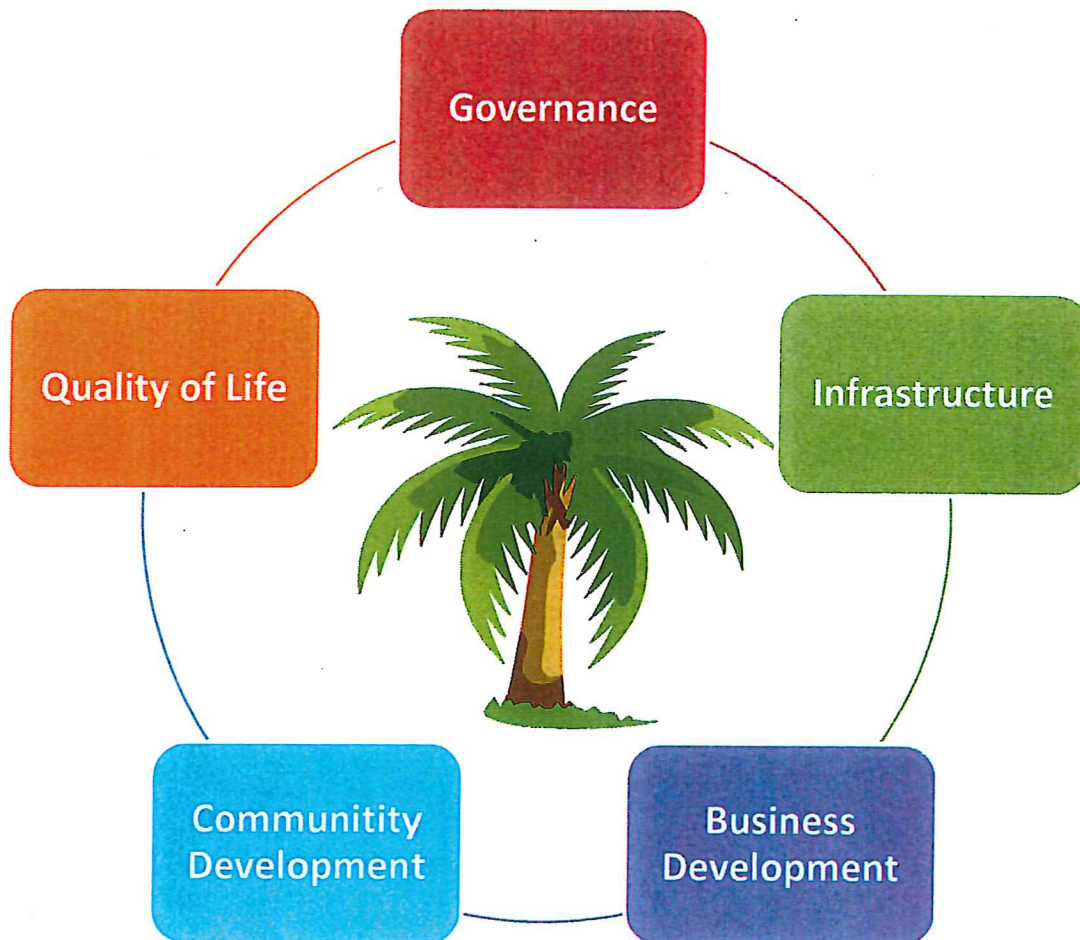 Governance
Infrastructure
Business
Development
Communitity
Development
Quality of Life